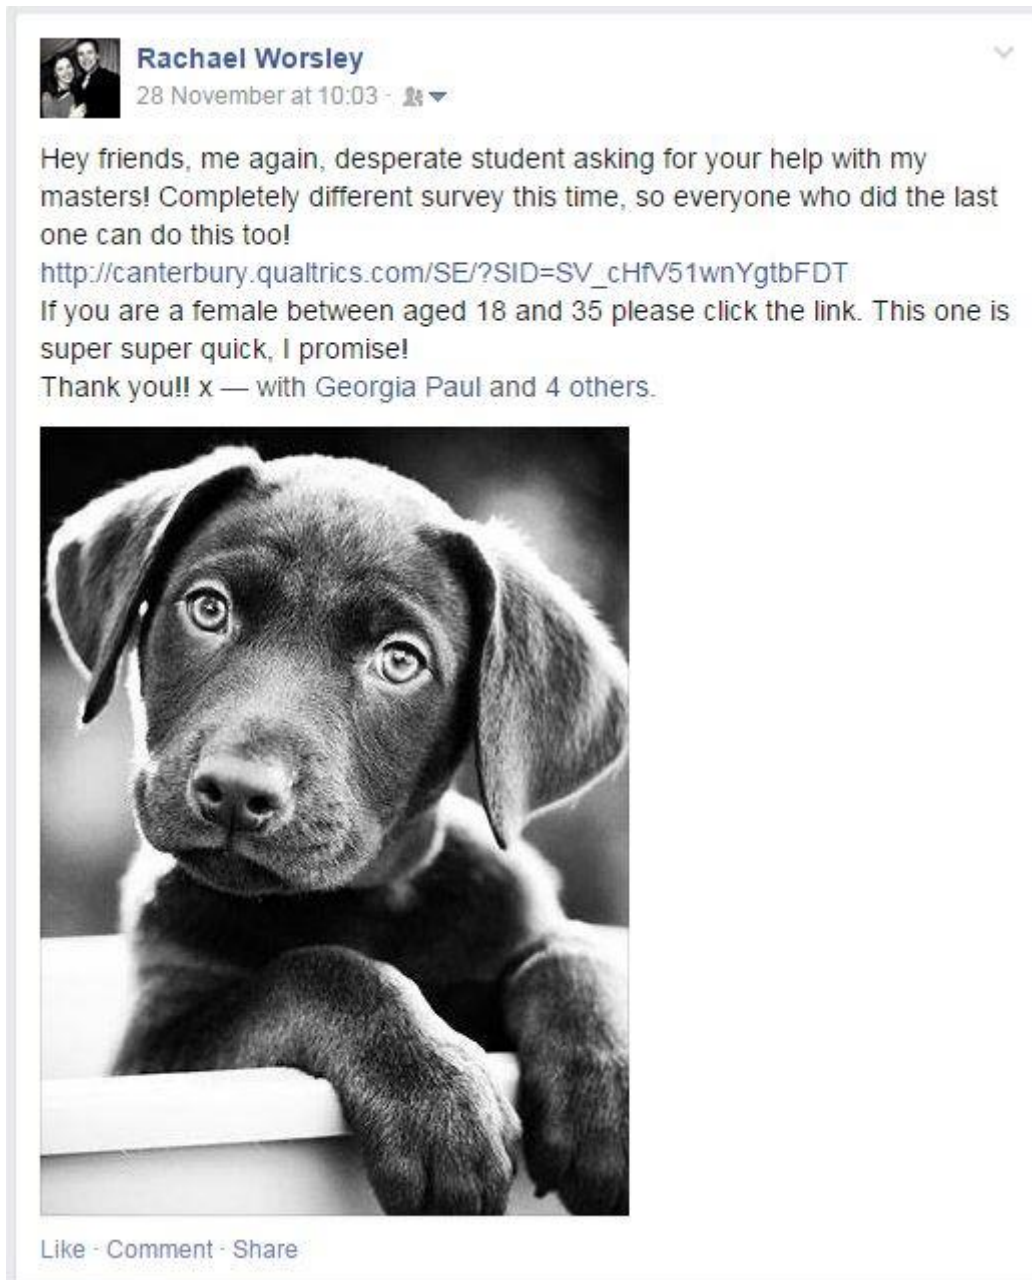 Rachael Worsley
28 November at 10:03 ·
Hey friends, me again, desperate student asking for your help with my
masters! Completely different survey this time, so everyone who did the last
one can do this too!
http://canterbury.qualtrics.com/SE/?SID=SV_cHfV51wnYgtbFDT
If you are a female between aged 18 and 35 please click the link. This one is
super super quick, I promise!
Thank you!! x — with Georgia Paul and 4 others.
Like · Comment · Share